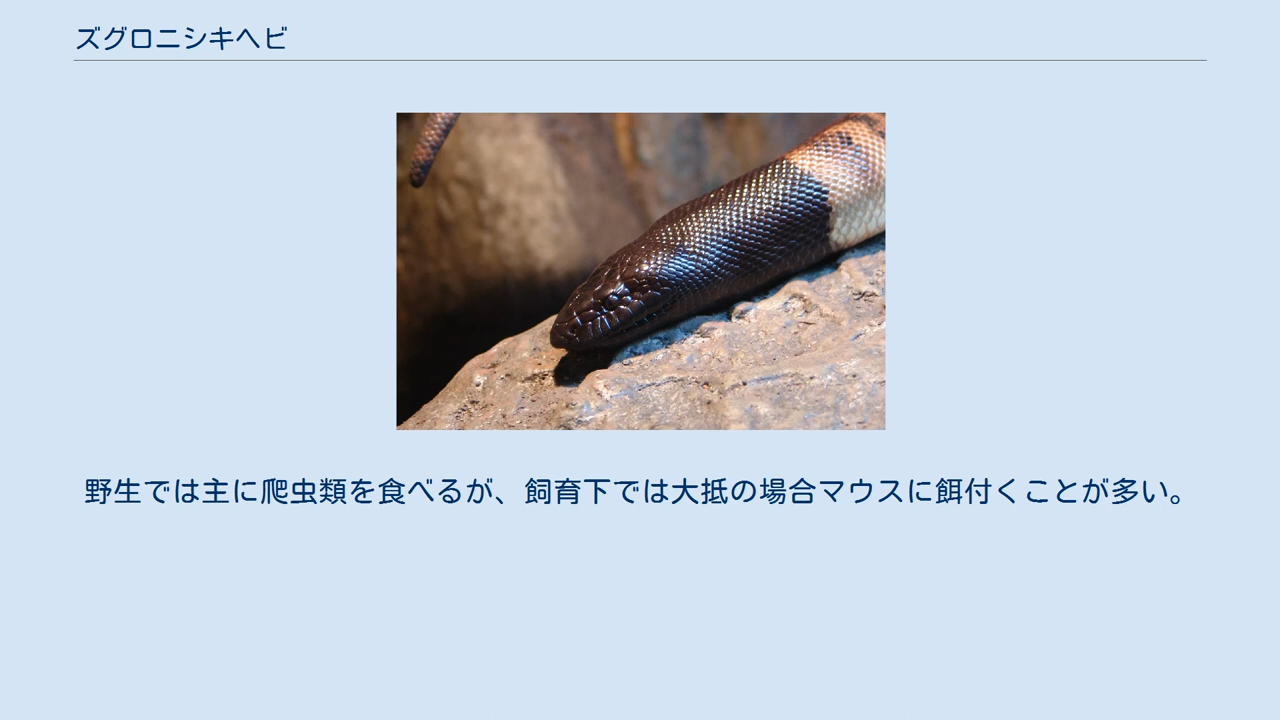 ズグロニシキヘビ
野生では主に爬虫類を食べるが、飼育下では大抵の場合マウスに餌付くことが多い。